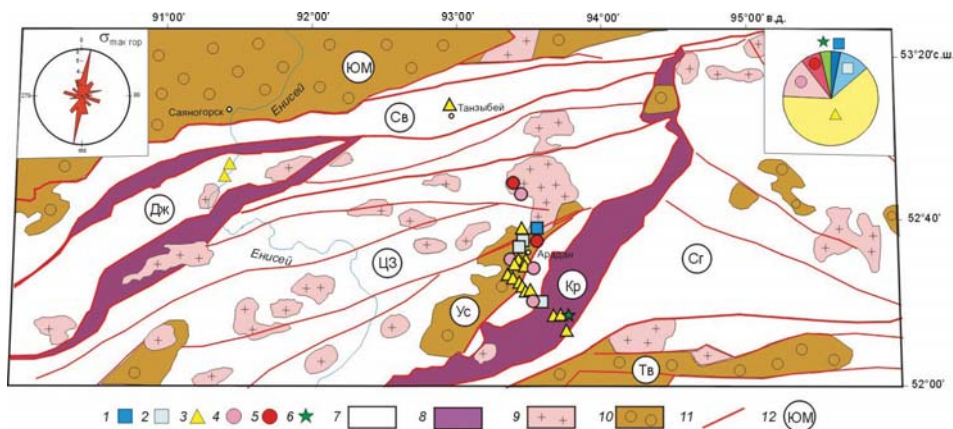 91°00' 92°00' 93°00' 94°00' 95°00' в.д.
σ max гор
53°20'с.ш.
ЮМ
Енисей
Саяногорск
Танзыбей
Св
Дж
52°40'
Енисей
Арадан
ЦЗ
Сг
Кр
Ус
Тв
52°00'
1 2 3 4 5 6 7 8 9 10 11 12 ЮМ